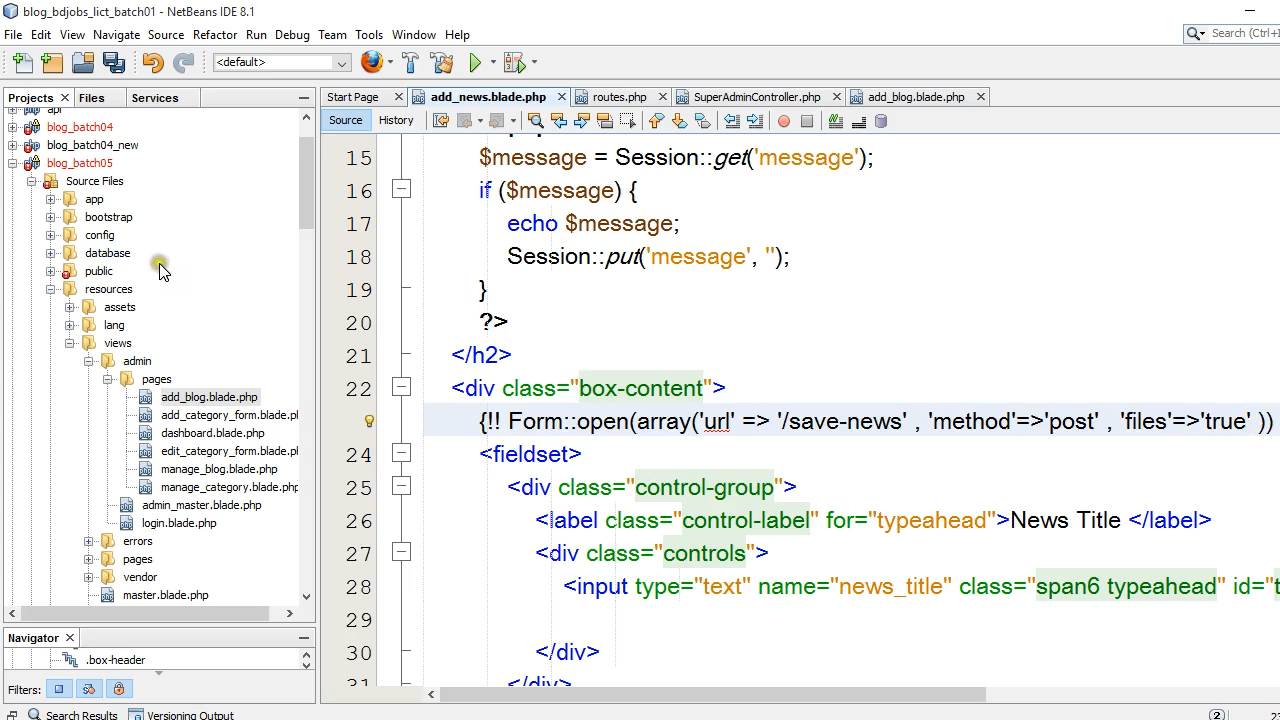 blog_bdjobs_lict_batch01 - NetBeans IDE 8.1
File Edit View Navigate Source Refactor Run Debug Team Tools Window Help
Search (Ctrl+I
<default>
Projects Files Services
Start Page add_news.blade.php routes.php SuperAdminController.php add_blog.blade.php
Source History
api
blog_batch04
blog_batch04_new
blog_batch05
Source Files
app
bootstrap
config
database
public
resources
assets
lang
views
admin
pages
add_blog.blade.php
add_category_form.blade.pl
dashboard.blade.php
edit_category_form.blade.pl
manage_blog.blade.php
manage_category.blade.php
admin_master.blade.php
login.blade.php
errors
pages
vendor
master.blade.php
Navigator
.box-header
Filters:
Search Results Versioning Output
15 $message = Session::get('message');
16 if ($message) {
17 echo $message;
18 Session::put('message', '');
19 }
20 ?>
21 </h2>
22 <div class="box-content">
{!! Form::open(array('url' => '/save-news' , 'method'=>'post' , 'files'=>'true' ))
24 <fieldset>
25 <div class="control-group">
26 <label class="control-label" for="typeahead">News Title </label>
27 <div class="controls">
28 <input type="text" name="news_title" class="span6 typeahead" id="t
29
30 </div>
31 </div>
2